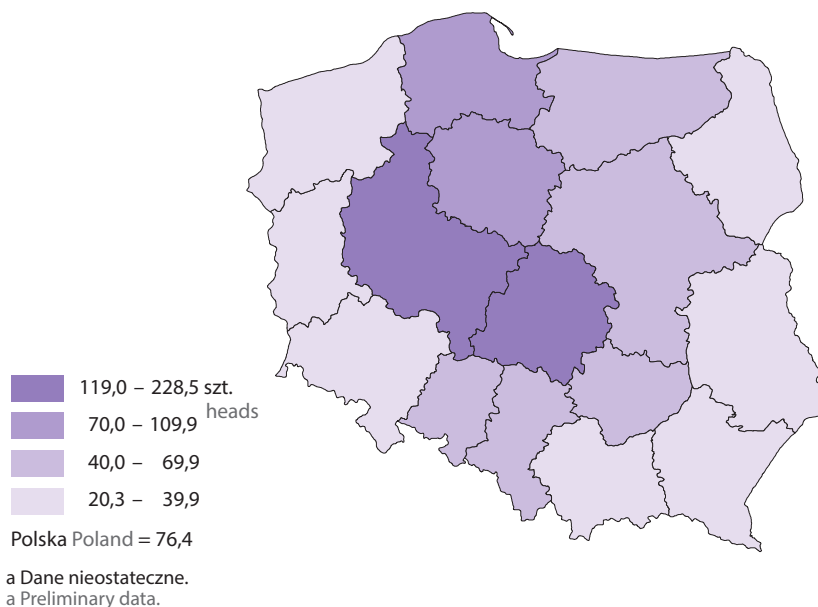 119,0 – 228,5 szt.
heads
70,0 – 109,9
40,0 – 69,9
20,3 – 39,9
Polska Poland = 76,4
a Dane nieostateczne.
a Preliminary data.